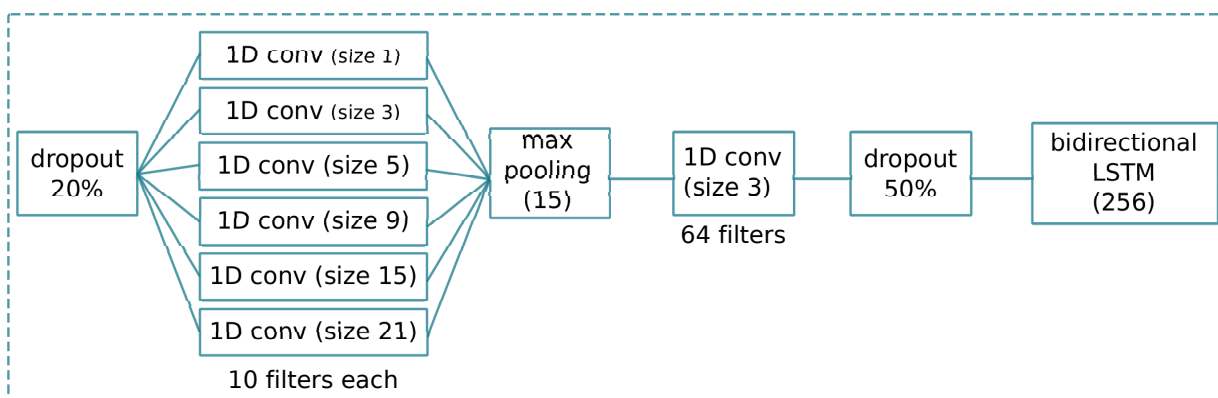 dropout
20%
1D conv (size 1)
1D conv (size 3)
1D conv (size 5)
1D conv (size 9)
1D conv (size 15)
1D conv (size 21)
10 filters each
max
pooling
(15)
1D conv
(size 3)
64 filters
dropout
50%
bidirectional
LSTM
(256)